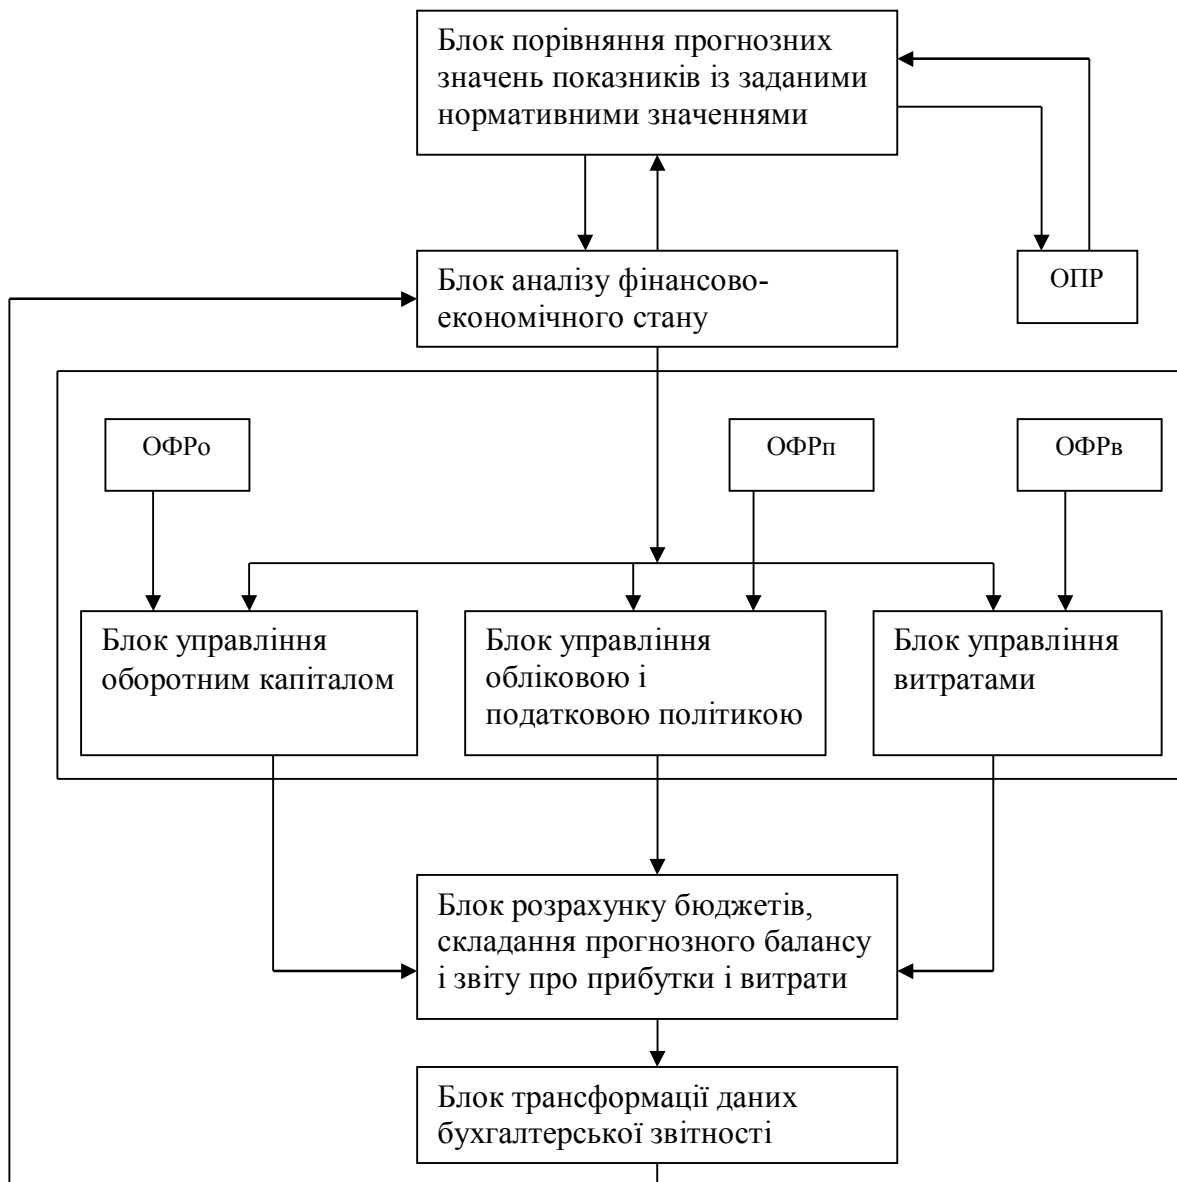 Блок порівняння прогнозних
значень показників із заданими
нормативними значеннями
Блок аналізу фінансово-
економічного стану
ОПР
ОФРо
ОФРп
ОФРв
Блок управління
оборотним капіталом
Блок управління
обліковою і
податковою політикою
Блок управління
витратами
Блок розрахунку бюджетів,
складання прогнозного балансу
і звіту про прибутки і витрати
Блок трансформації даних
бухгалтерської звітності